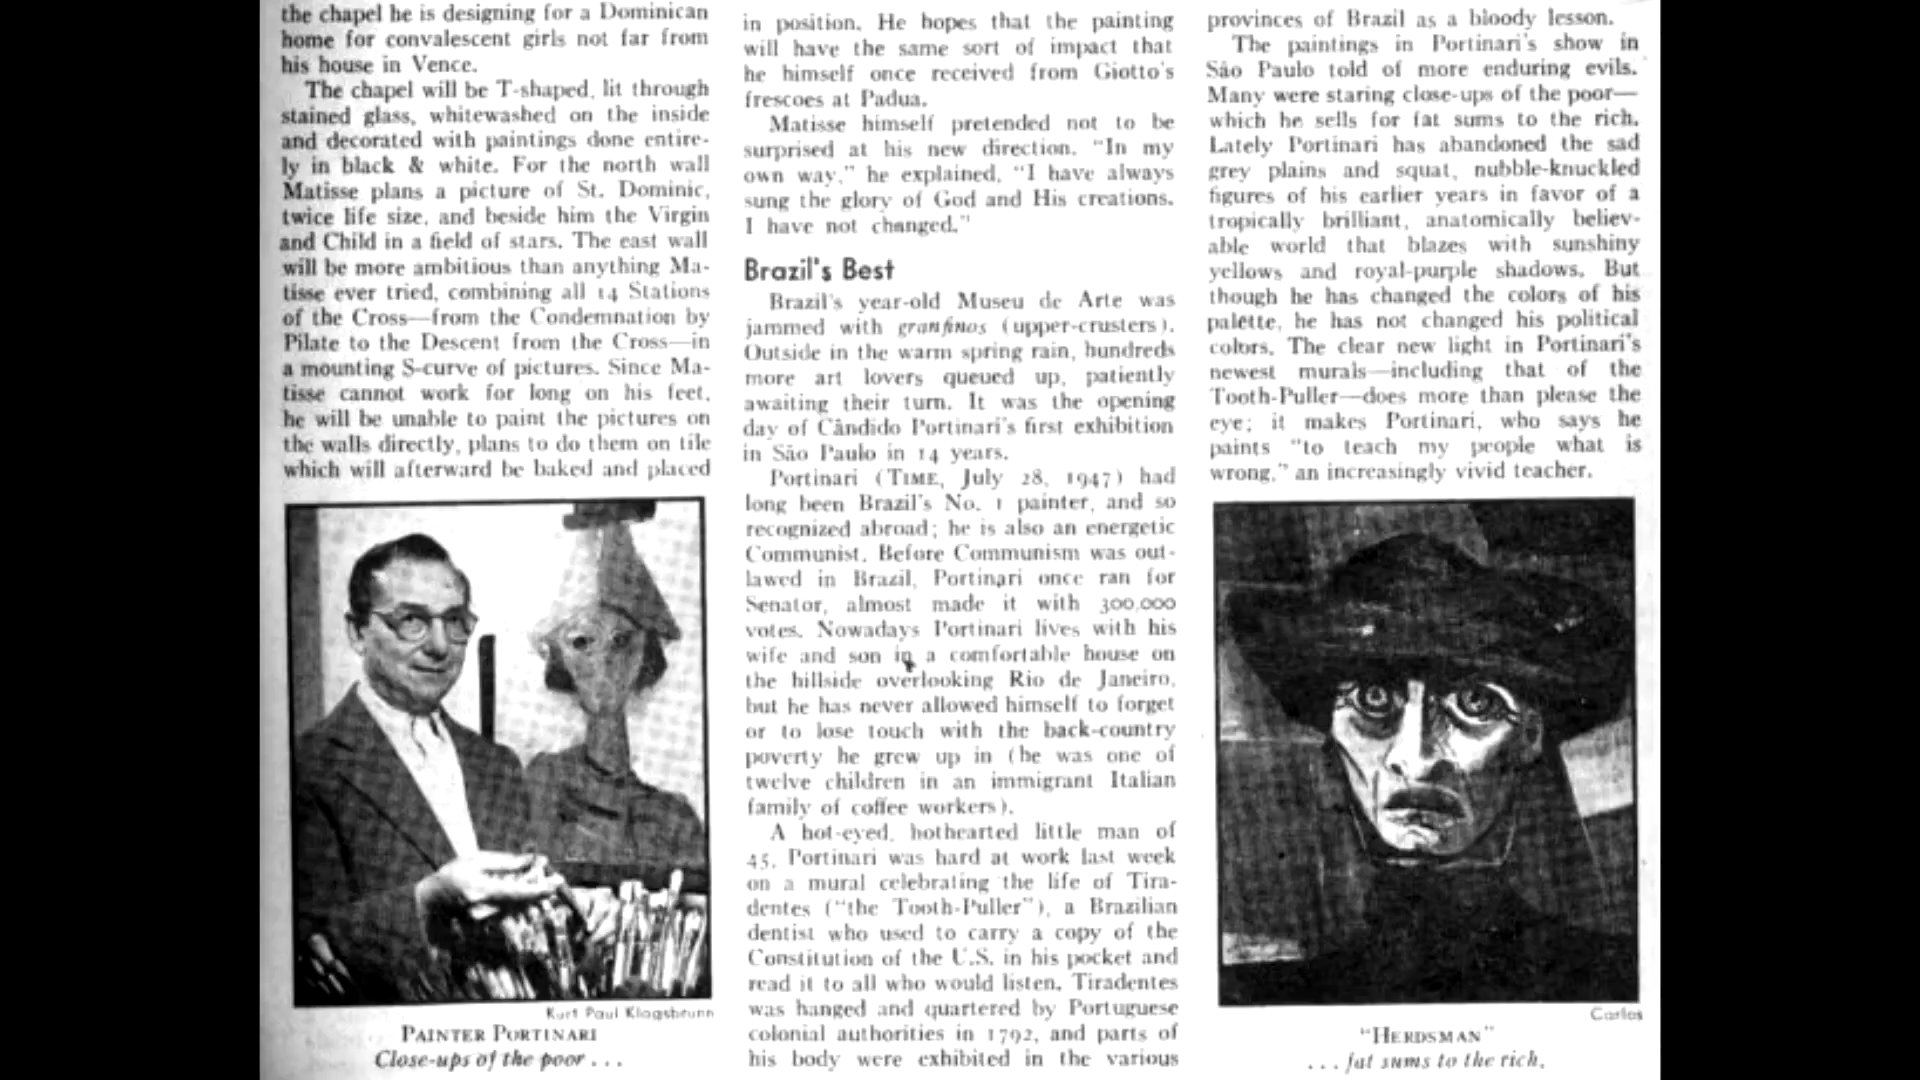 the chapel he is designing for a Dominican
home for convalescent girls not far from
his house in Vence.
The chapel will be T-shaped, lit through
stained glass, whitewashed on the inside
and decorated with paintings done entire-
ly in black & white. For the north wall
Matisse plans a picture of St. Dominic,
twice life size, and beside him the Virgin
and Child in a field of stars. The east wall
will be more ambitious than anything Ma-
tisse ever tried, combining all 14 Stations
of the Cross—from the Condemnation by
Pilate to the Descent from the Cross—in
a mounting S-curve of pictures. Since Ma-
tisse cannot work for long on his feet,
he will be unable to paint the pictures on
the walls directly, plans to do them on tile
which will afterward be baked and placed
Kurt Paul Klagsbrunn
PAINTER PORTINARI
Close-ups of the poor . . .
in position. He hopes that the painting
will have the same sort of impact that
he himself once received from Giotto's
frescoes at Padua.
Matisse himself pretended not to be
surprised at his new direction. "In my
own way," he explained, "I have always
sung the glory of God and His creations.
I have not changed."
Brazil's Best
Brazil's year-old Museu de Arte was
jammed with granfinos (upper-crusters).
Outside in the warm spring rain, hundreds
more art lovers queued up, patiently
awaiting their turn. It was the opening
day of Cândido Portinari's first exhibition
in São Paulo in 14 years.
Portinari (TIME, July 28, 1947) had
long been Brazil's No. 1 painter, and so
recognized abroad; he is also an energetic
Communist. Before Communism was out-
lawed in Brazil, Portinari once ran for
Senator, almost made it with 300,000
votes. Nowadays Portinari lives with his
wife and son in a comfortable house on
the hillside overlooking Rio de Janeiro,
but he has never allowed himself to forget
or to lose touch with the back-country
poverty he grew up in (he was one of
twelve children in an immigrant Italian
family of coffee workers).
A hot-eyed, hothearted little man of
45, Portinari was hard at work last week
on a mural celebrating the life of Tira-
dentes ("the Tooth-Puller"), a Brazilian
dentist who used to carry a copy of the
Constitution of the U.S. in his pocket and
read it to all who would listen. Tiradentes
was hanged and quartered by Portuguese
colonial authorities in 1792, and parts of
his body were exhibited in the various
provinces of Brazil as a bloody lesson.
The paintings in Portinari's show in
São Paulo told of more enduring evils.
Many were staring close-ups of the poor—
which he sells for fat sums to the rich.
Lately Portinari has abandoned the sad
grey plains and squat, nubble-knuckled
figures of his earlier years in favor of a
tropically brilliant, anatomically believ-
able world that blazes with sunshiny
yellows and royal-purple shadows. But
though he has changed the colors of his
palette, he has not changed his political
colors. The clear new light in Portinari's
newest murals—including that of the
Tooth-Puller—does more than please the
eye; it makes Portinari, who says he
paints "to teach my people what is
wrong," an increasingly vivid teacher.
Carlos
"HERDSMAN"
. . . fat sums to the rich.